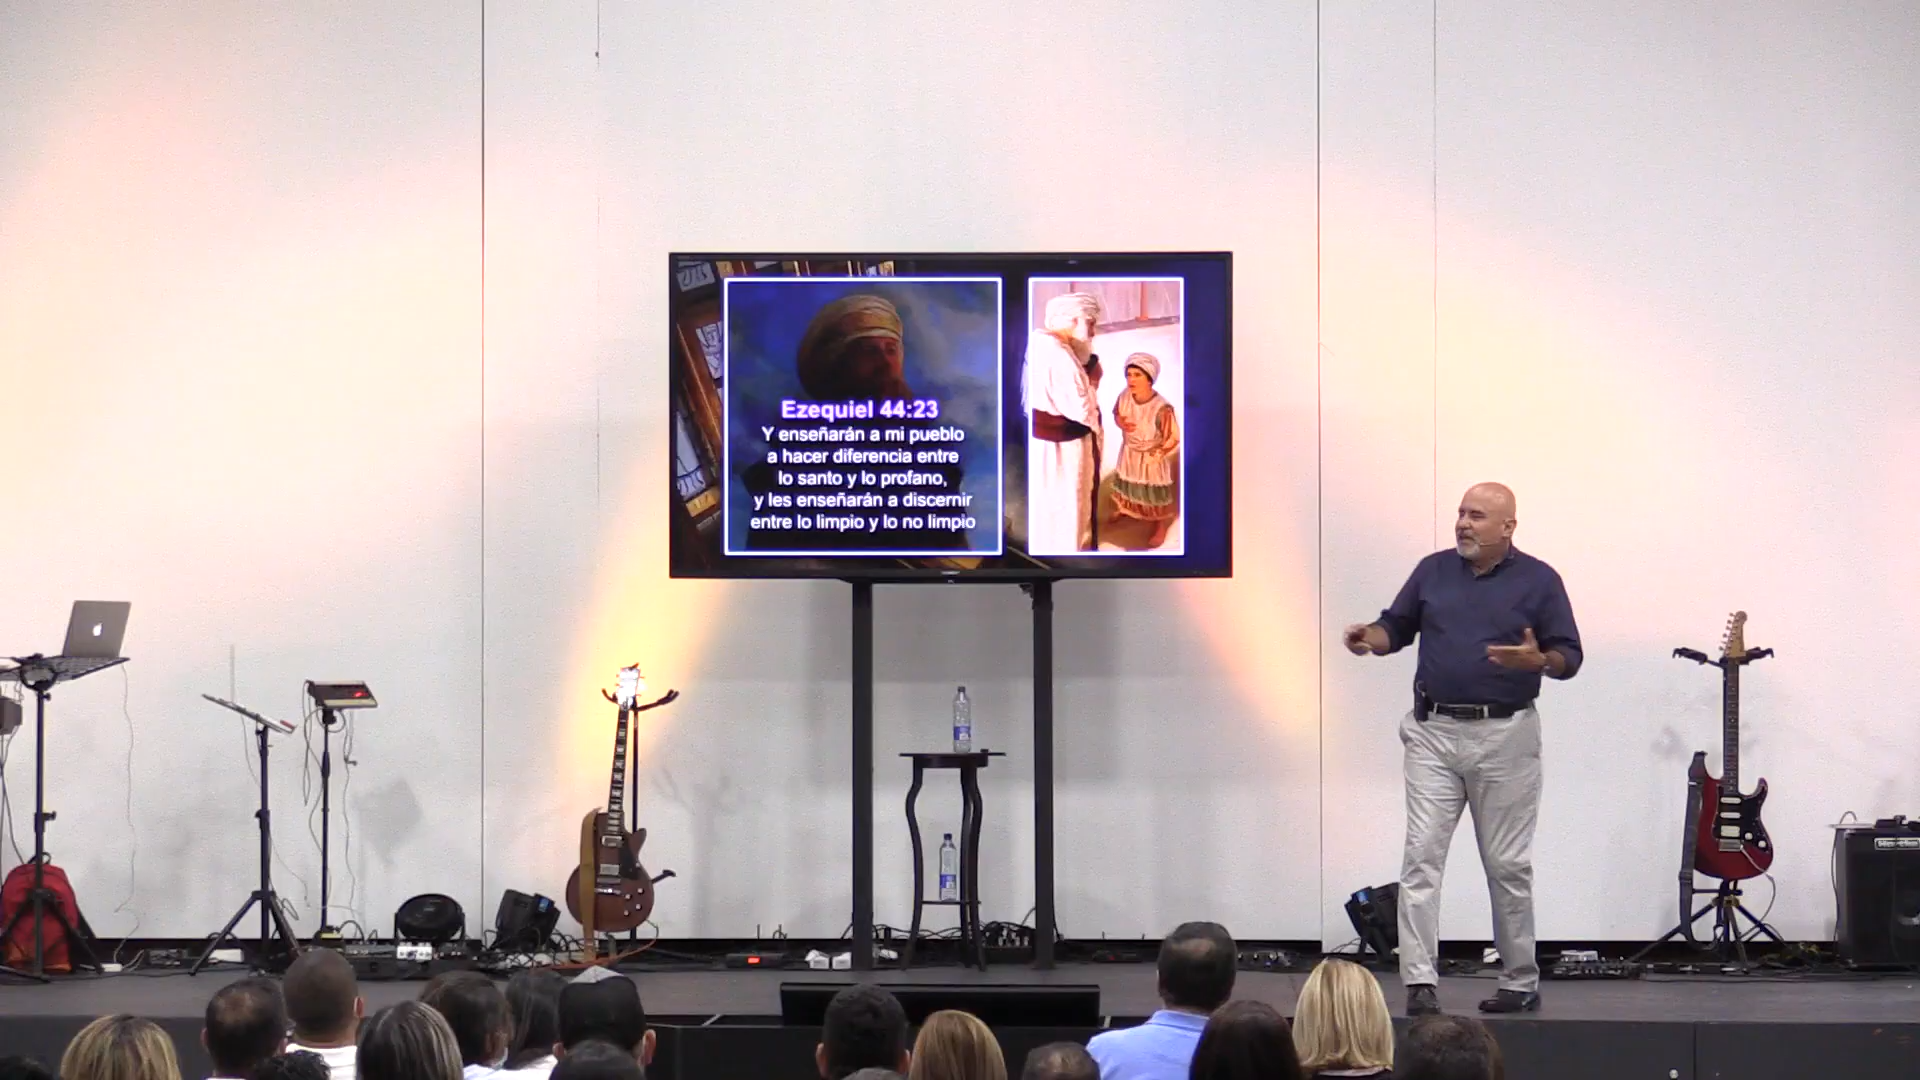 Ezequiel 44:23
Y enseñarán a mi pueblo
a hacer diferencia entre
lo santo y lo profano,
y les enseñarán a discernir
entre lo limpio y lo no limpio